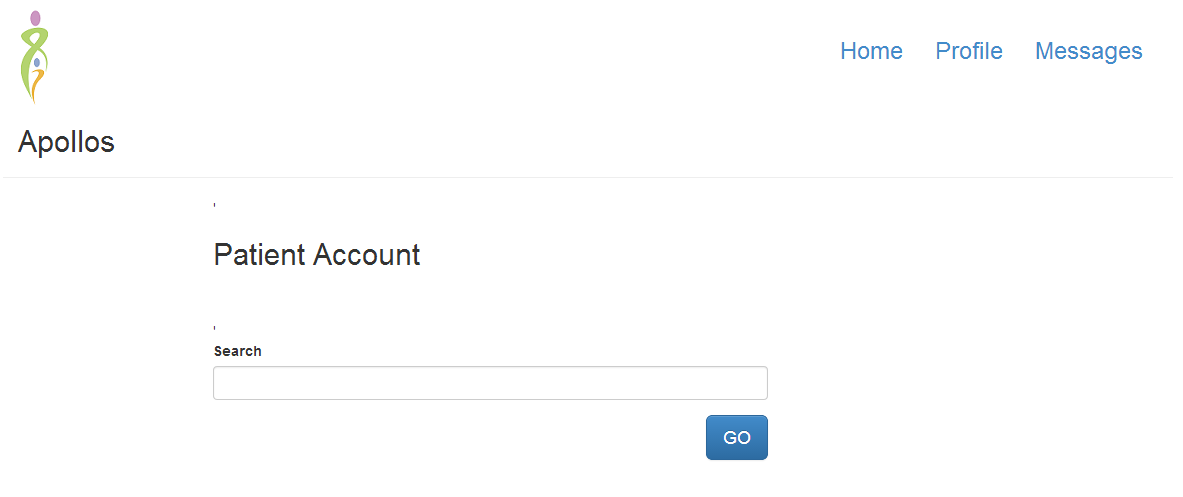 Home Profile Messages
Apollos
'
Patient Account
'
Search
GO